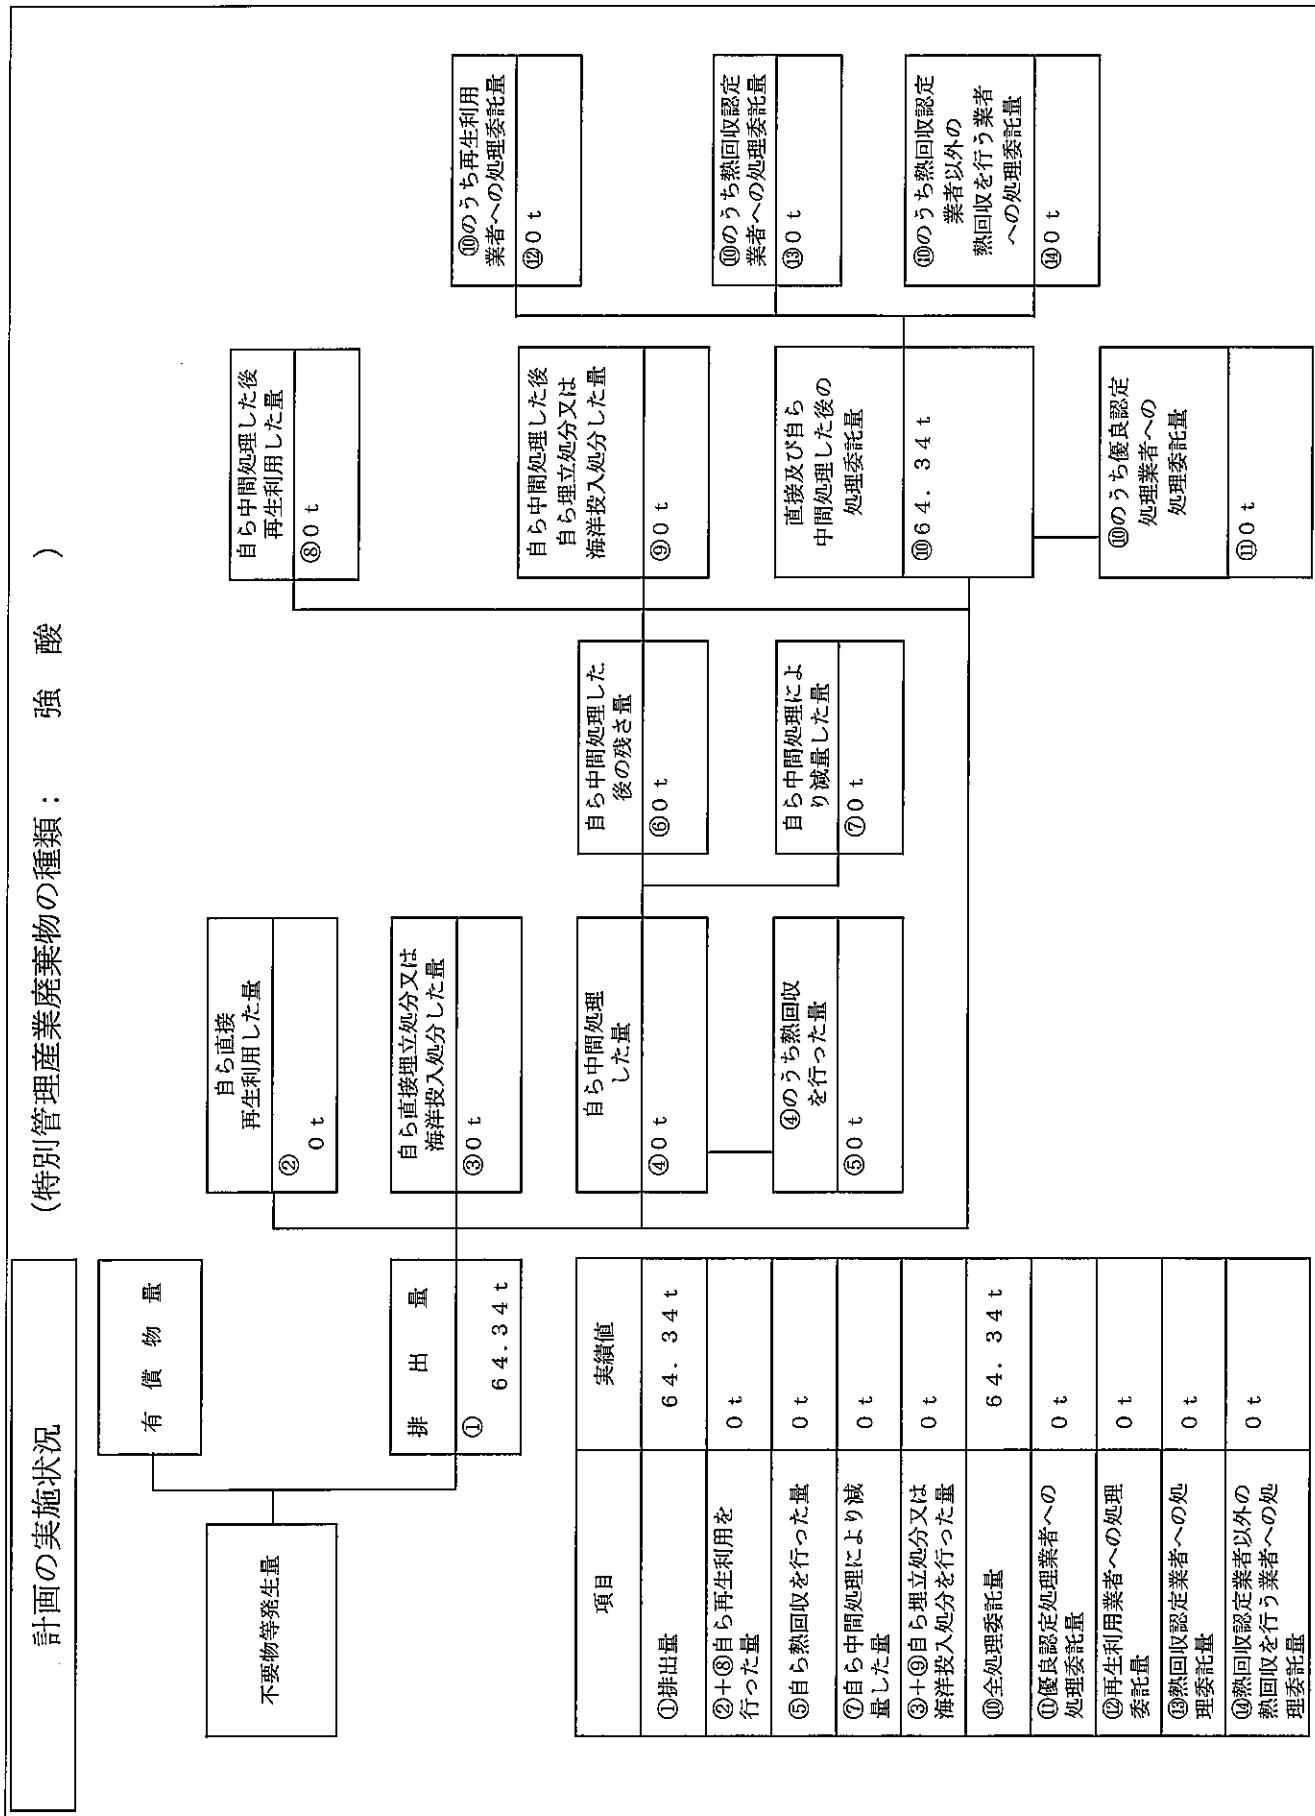 計画の実施状況
(特別管理産業廃棄物の種類： 強 酸 )
不要物等発生量
有 償 物 量
排 出 量
① 64.34t
自ら直接
再生利用した量
②
0t
自ら直接埋立処分又は
海洋投入処分した量
③0t
自ら中間処理
した量
④0t
④のうち熱回収
を行った量
⑤0t
自ら中間処理した
後の残さ量
⑥0t
自ら中間処理によ
り減量した量
⑦0t
自ら中間処理した後
再生利用した量
⑧0t
自ら中間処理した後
自ら埋立処分又は
海洋投入処分した量
⑨0t
直接及び自ら
中間処理した後の
処理委託量
⑩64.34t
⑩のうち優良認定
処理業者への
処理委託量
⑪0t
⑩のうち再生利用
業者への処理委託量
⑫0t
⑩のうち熱回収認定
業者への処理委託量
⑬0t
⑩のうち熱回収認定
業者以外の
熱回収を行う業者
への処理委託量
⑭0t
項目 実績値
①排出量 64.34t
②+⑧自ら再生利用を
行った量 0t
⑤自ら熱回収を行った量 0t
⑦自ら中間処理により減
量した量 0t
③+⑨自ら埋立処分又は
海洋投入処分を行った量 0t
⑩全処理委託量 64.34t
⑪優良認定処理業者への
処理委託量 0t
⑫再生利用業者への処理
委託量 0t
⑬熱回収認定業者への処
理委託量 0t
⑭熱回収認定業者以外の
熱回収を行う業者への処
理委託量 0t